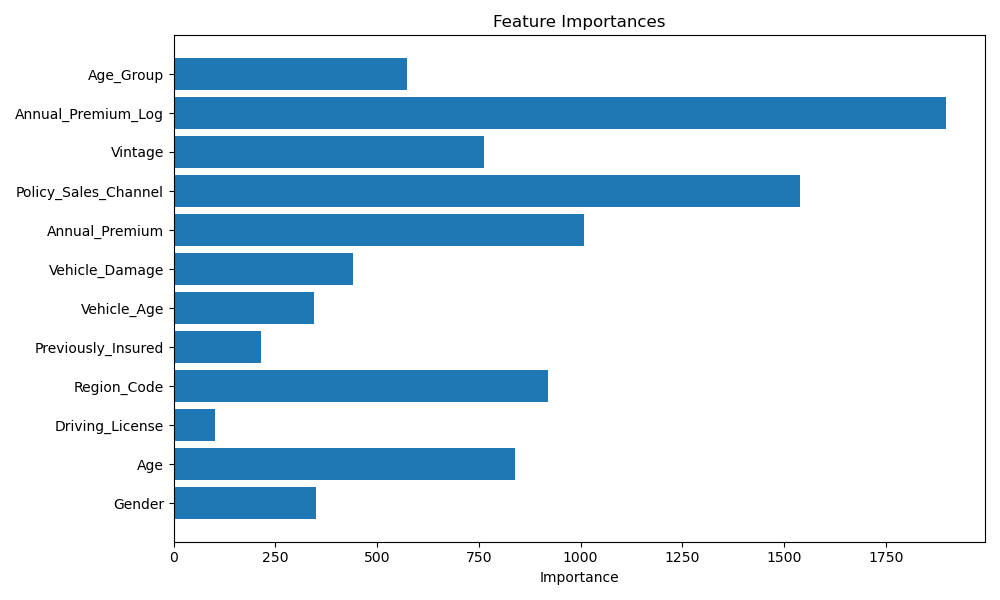 Feature Importances
Age_Group
Annual_Premium_Log
Vintage
Policy_Sales_Channel
Annual_Premium
Vehicle_Damage
Vehicle_Age
Previously_Insured
Region_Code
Driving_License
Age
Gender
0 250 500 750 1000 1250 1500 1750
Importance